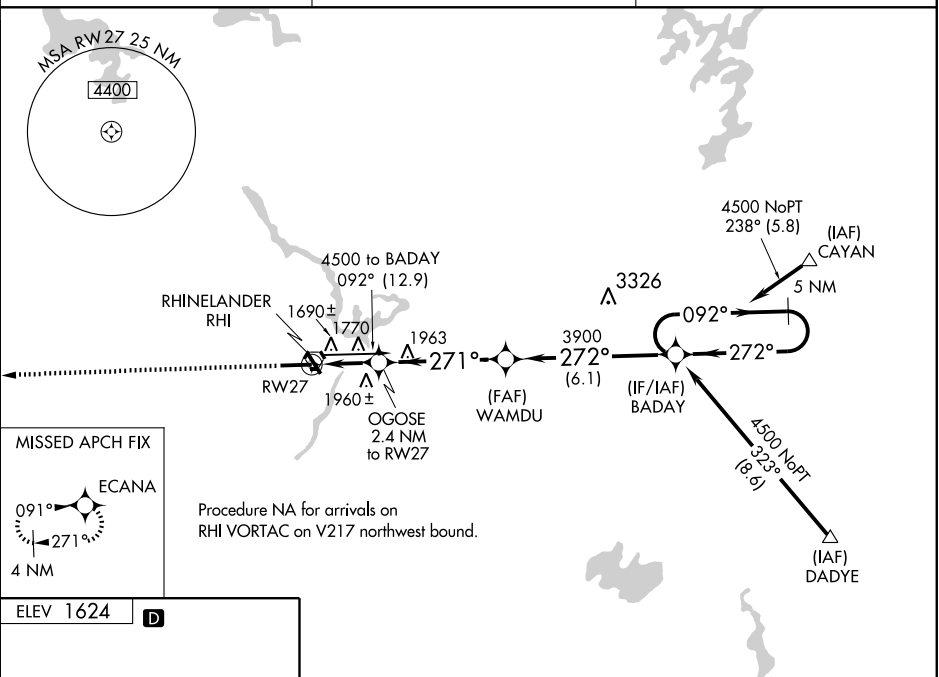 MSA RW27 25 NM
4400
4500 NoPT
238° (5.8)
(IAF)
CAYAN
5 NM
4500 to BADAY
092° (12.9)
3326
RHINELANDER
RHI
1690±
1770
1963
092°
3900
271°
272°
(6.1)
272°
RW27
1960±
(FAF)
WAMDU
(IF/IAF)
BADAY
OGOSE
2.4 NM
to RW27
4500 NoPT
323°
(8.6)
MISSED APCH FIX
ECANA
091°
271°
4 NM
Procedure NA for arrivals on
RHI VORTAC on V217 northwest bound.
(IAF)
DADYE
ELEV 1624 D